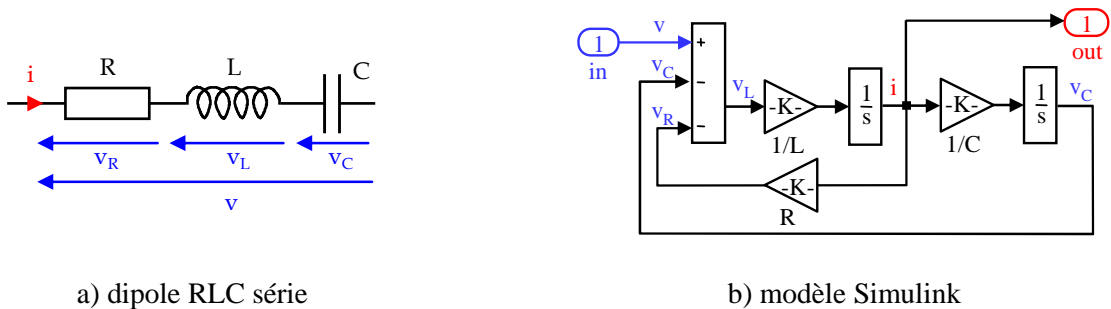 R L C
i
v_R v_L v_C
v
a) dipole RLC série
1
in
v
v_C
v_R
+
-
-
v_L
-K-
1/L
1
s
i
-K-
1/C
1
s
v_C
1
out
-K-
R
b) modèle Simulink